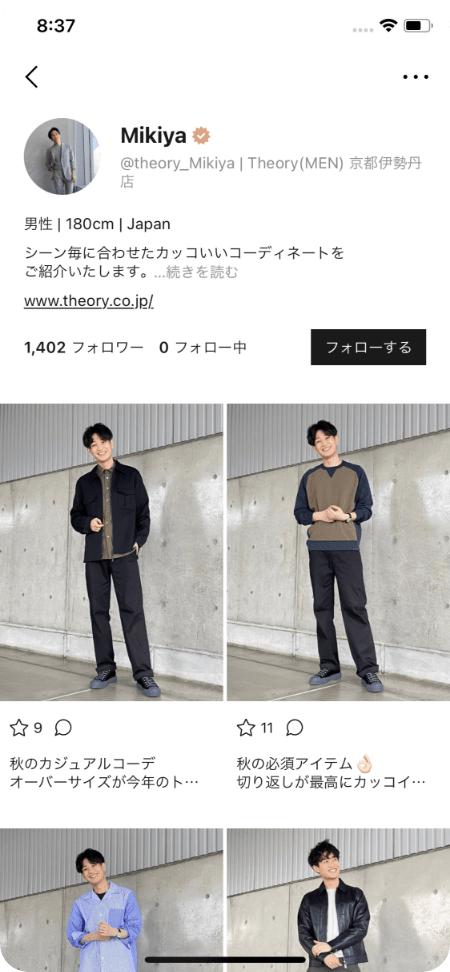 8:37
Mikiya
@theory_Mikiya | Theory(MEN) 京都伊勢丹
店
男性 | 180cm | Japan
シーン毎に合わせたカッコいいコーディネートを
ご紹介いたします。...続きを読む
www.theory.co.jp/
1,402 フォロワー 0 フォロー中
フォローする
9
11
秋のカジュアルコーデ
オーバーサイズが今年のト…
秋の必須アイテム👌🏻
切り返しが最高にカッコイ…